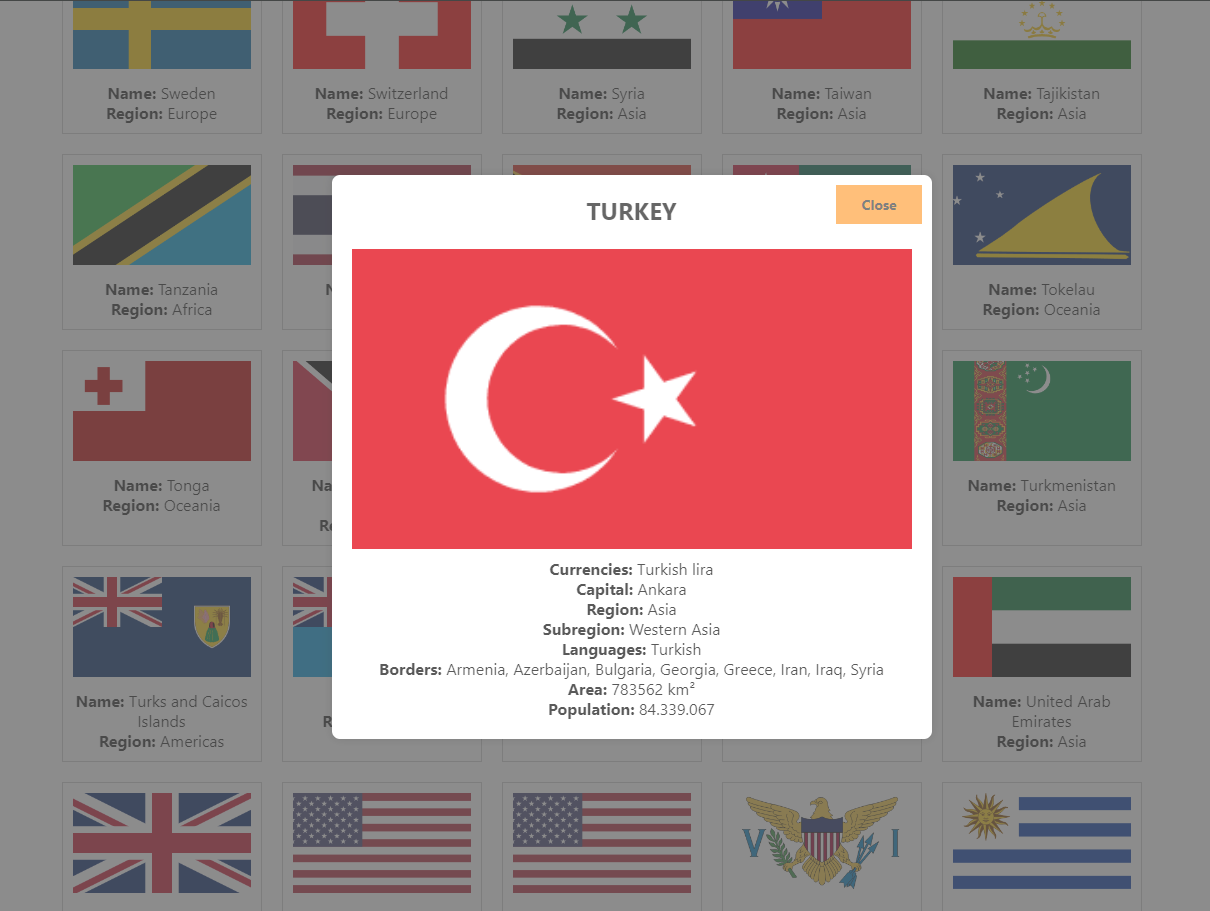 Name: Sweden
Region: Europe
Name: Switzerland
Region: Europe
Name: Syria
Region: Asia
Name: Taiwan
Region: Asia
Name: Tajikistan
Region: Asia
TURKEY
Close
Name: Tanzania
Region: Africa
Name: Tokelau
Region: Oceania
Name: Tonga
Region: Oceania
Name: Turkmenistan
Region: Asia
Currencies: Turkish lira
Capital: Ankara
Region: Asia
Subregion: Western Asia
Languages: Turkish
Borders: Armenia, Azerbaijan, Bulgaria, Georgia, Greece, Iran, Iraq, Syria
Area: 783562 km²
Population: 84.339.067
Name: Turks and Caicos
Islands
Region: Americas
Name: United Arab
Emirates
Region: Asia
V I